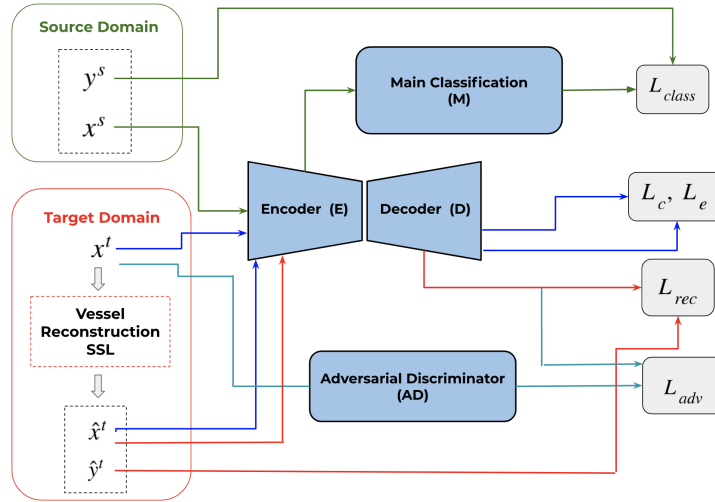 Source Domain
y^s
x^s
Main Classification
(M)
L_class
Encoder (E)
Decoder (D)
L_c, L_e
Target Domain
x^t
Vessel
Reconstruction
SSL
L_rec
Adversarial Discriminator
(AD)
L_adv
x̂^t
ŷ^t